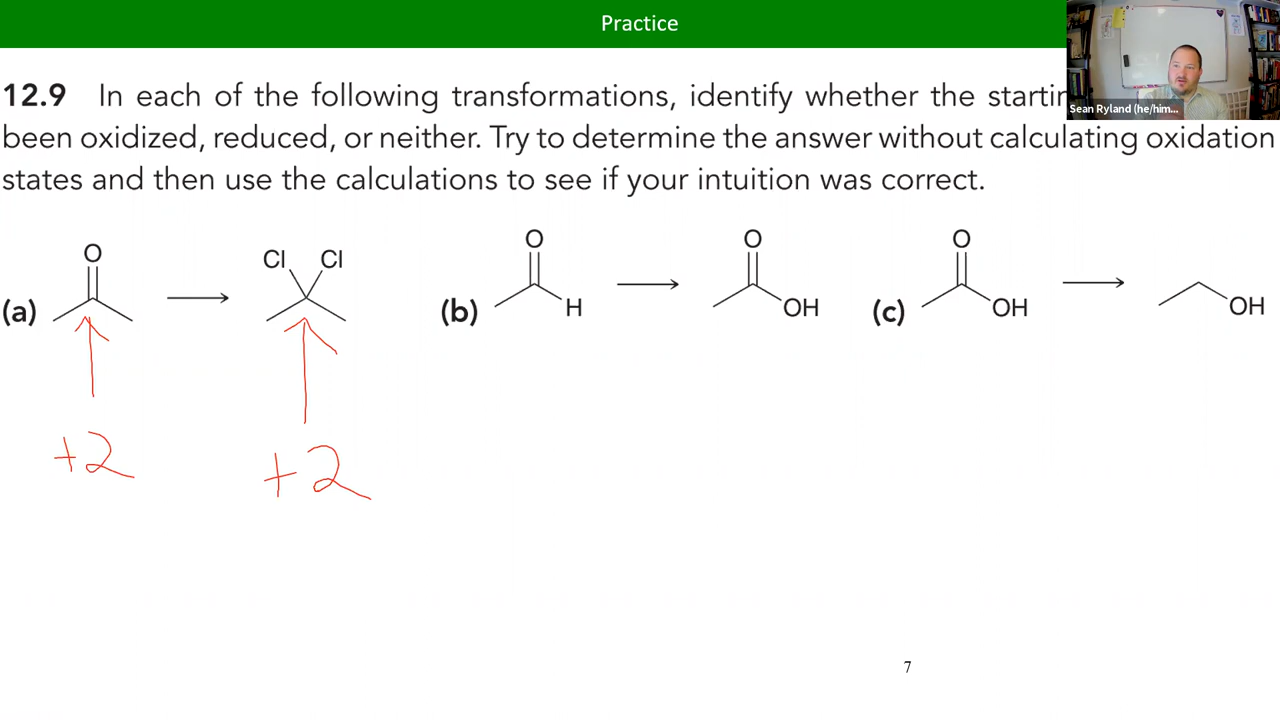 Practice
Sean Ryland (he/him...
12.9 In each of the following transformations, identify whether the
been oxidized, reduced, or neither. Try to determine the answer without calculating oxidation
states and then use the calculations to see if your intuition was correct.
(a) O Cl Cl
(b) O H O OH
(c) O OH OH
+2 +2
7